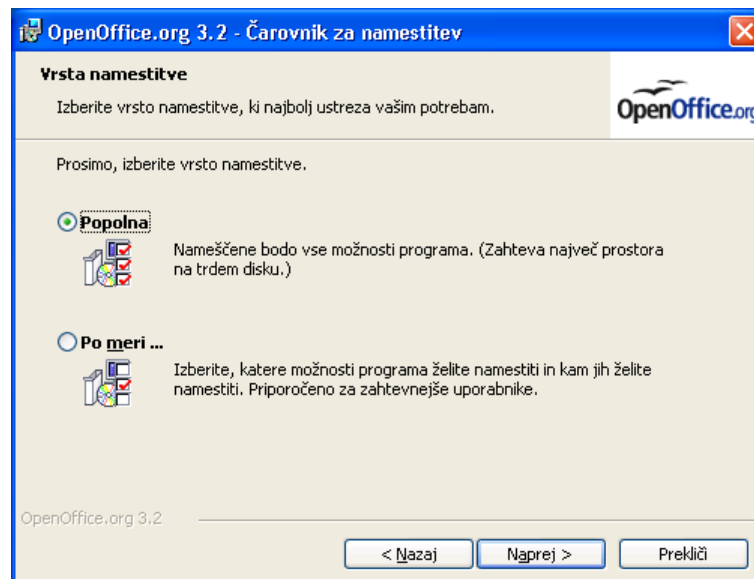 OpenOffice.org 3.2 - Čarovnik za namestitev
Vrsta namestitve
Izberite vrsto namestitve, ki najbolj ustreza vašim potrebam.
OpenOffice.org
Prosimo, izberite vrsto namestitve.
Popolna
Nameščene bodo vse možnosti programa. (Zahteva največ prostora
na trdem disku.)
Po meri ...
Izberite, katere možnosti programa želite namestiti in kam jih želite
namestiti. Priporočeno za zahtevnejše uporabnike.
OpenOffice.org 3.2
< Nazaj Naprej > Prekliči